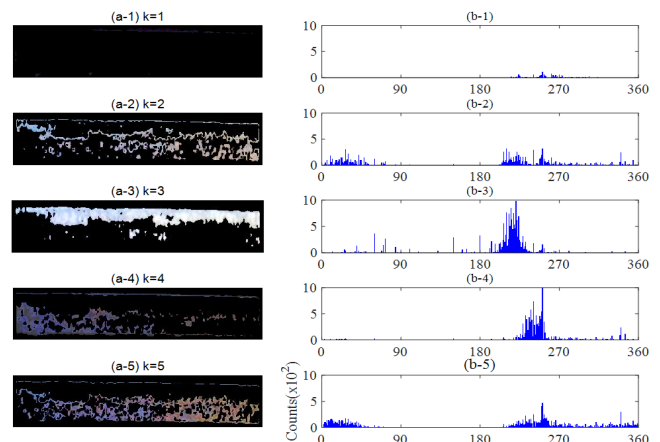 (a-1) k=1
(b-1)
10
5
0
0 90 180 270 360
(a-2) k=2
(b-2)
10
5
0
0 90 180 270 360
(a-3) k=3
(b-3)
10
5
0
0 90 180 270 360
(a-4) k=4
(b-4)
10
5
0
0 90 180 270 360
(a-5) k=5
(b-5)
Counts(x10²)
10
5
0
0 90 180 270 360